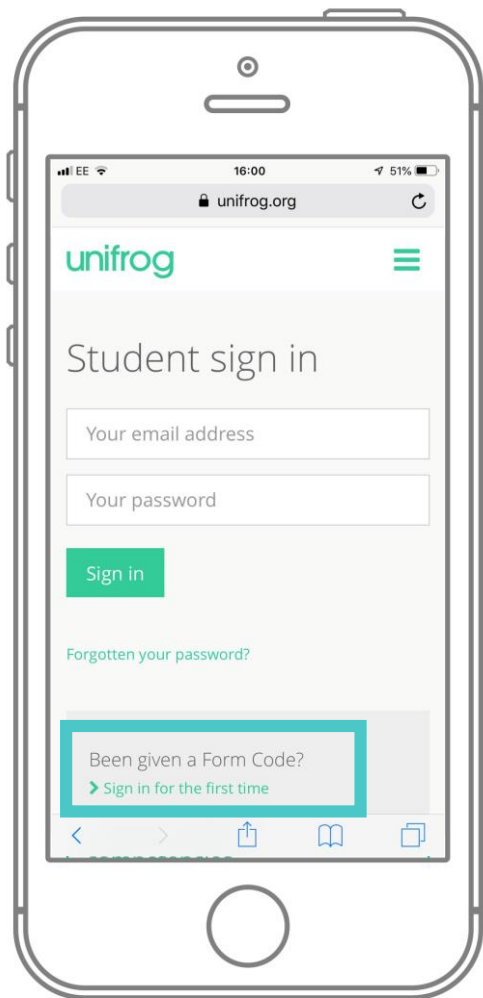 EE 16:00 51%
unifrog.org
unifrog
Student sign in
Your email address
Your password
Sign in
Forgotten your password?
Been given a Form Code?
Sign in for the first time